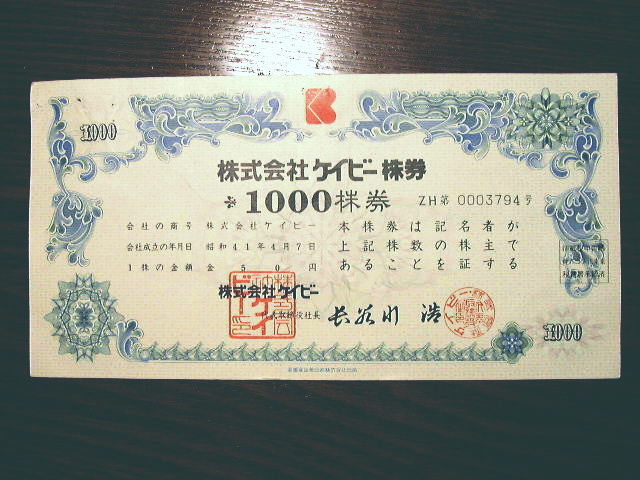 1000
株式会社ケイビー株券
1000株券
ZH第 0003794号
会社の商号 株式会社ケイビー
会社成立の年月日 昭和41年4月7日
1株の金額 金 50円
本株券は記名者が
上記株数の株主で
あることを証する
株式会社ケイビー
代表取締役社長 長谷川 浩
1000